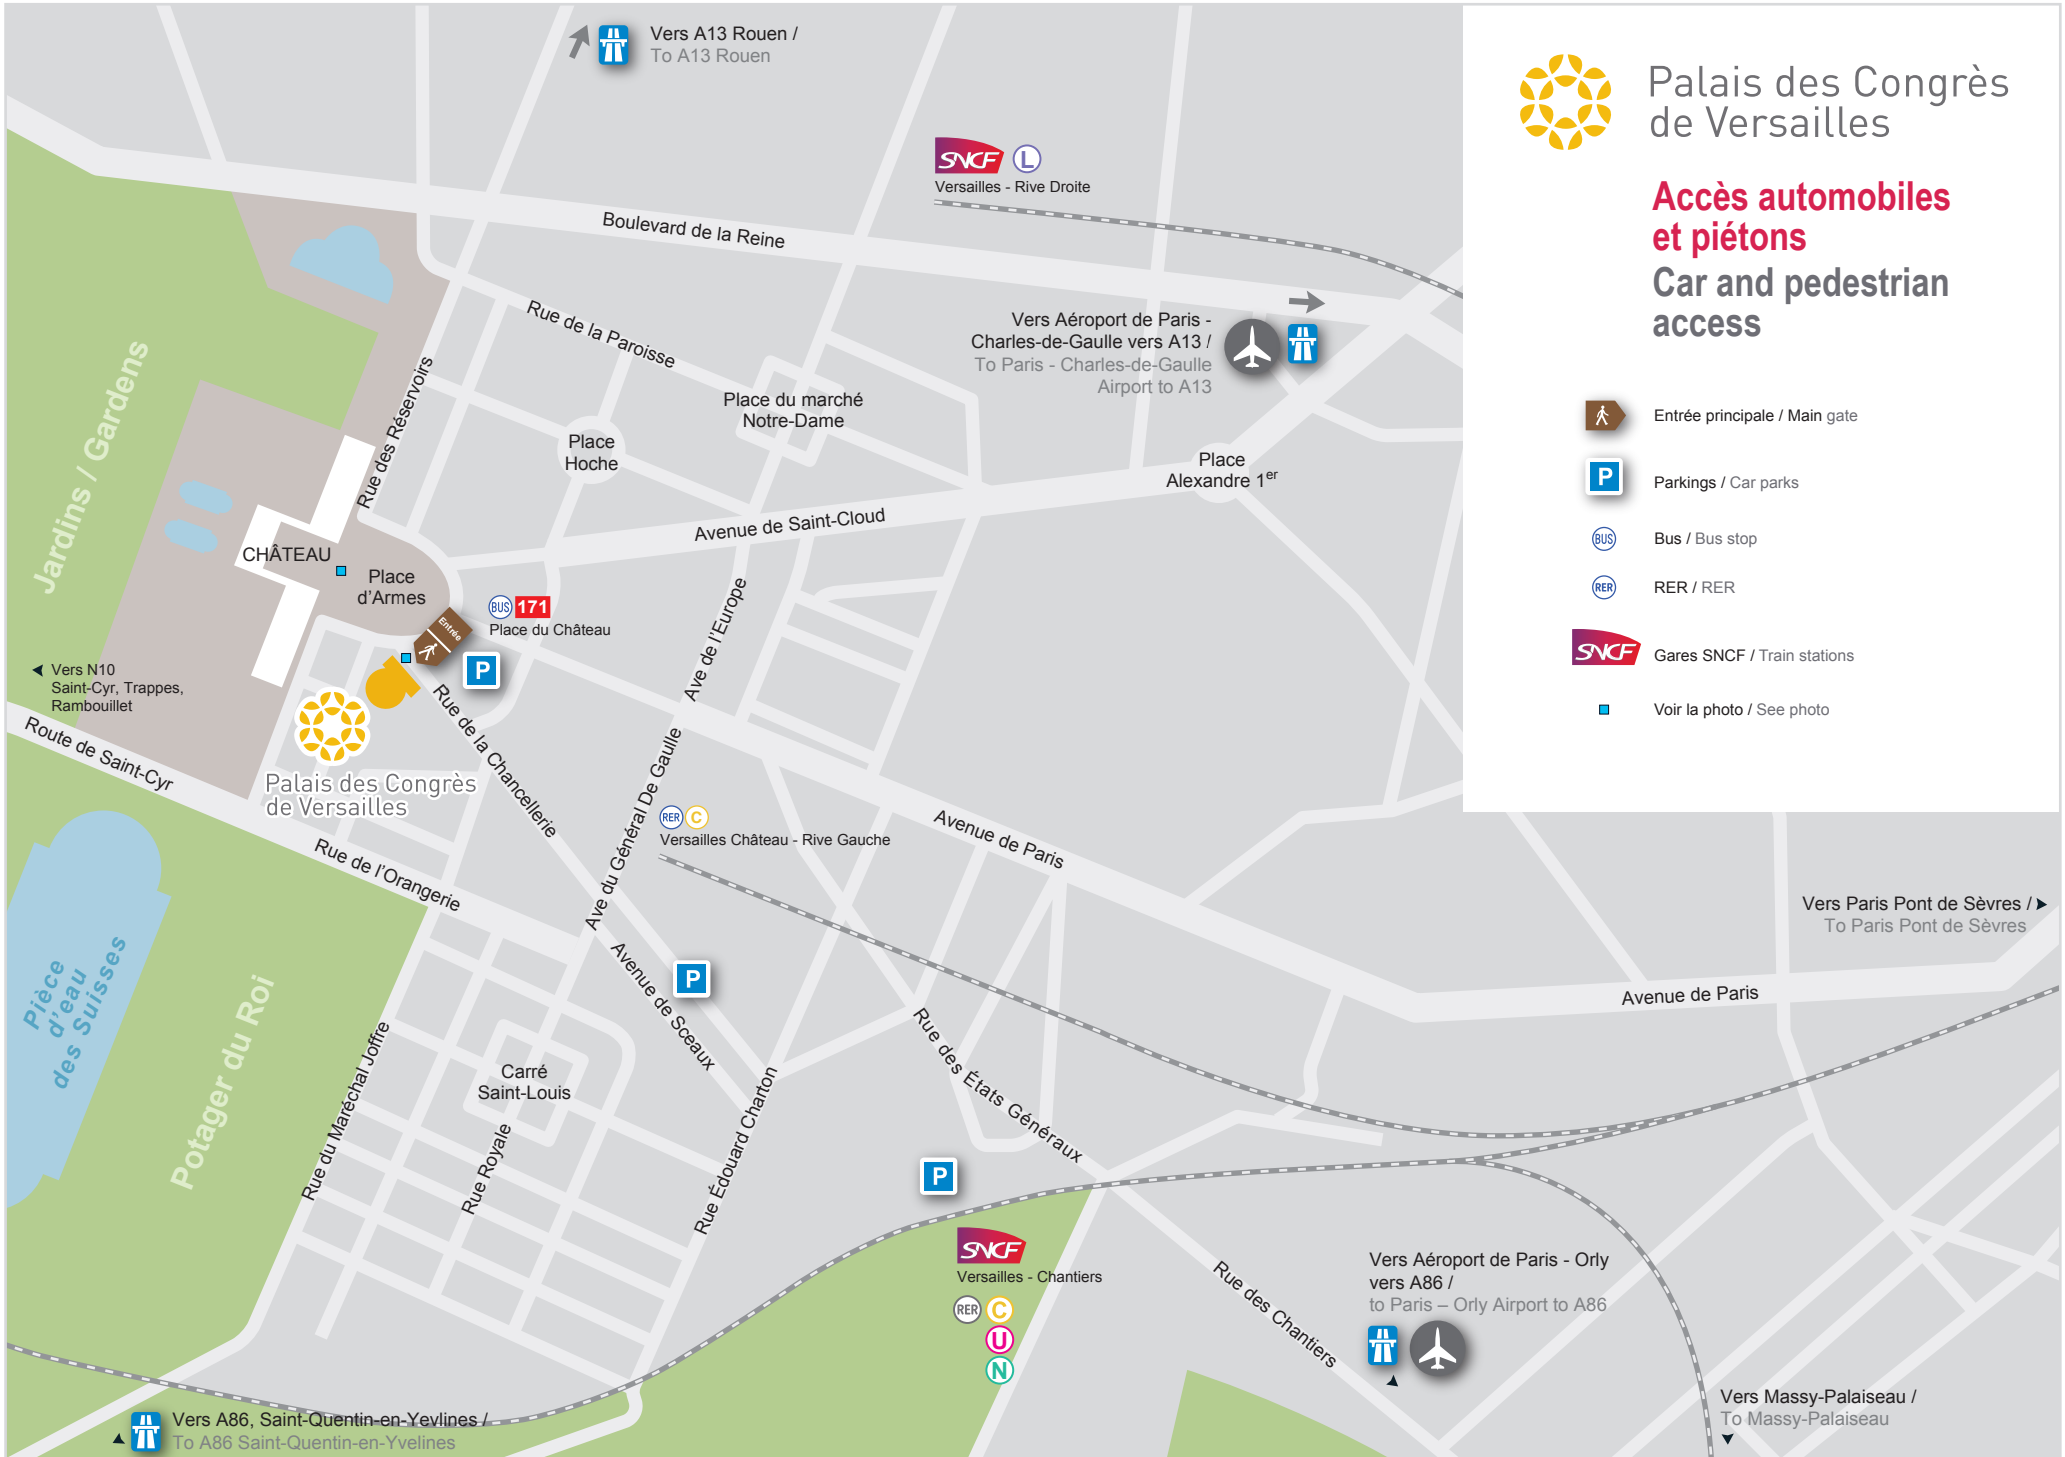 Vers A13 Rouen /
To A13 Rouen
Palais des Congrès
de Versailles
Accès automobiles
et piétons
Car and pedestrian
access
Entrée principale / Main gate
P
Parkings / Car parks
BUS
Bus / Bus stop
RER
RER / RER
SNCF
Gares SNCF / Train stations
Voir la photo / See photo
SNCF L
Versailles - Rive Droite
Boulevard de la Reine
Rue de la Paroisse
Vers Aéroport de Paris -
Charles-de-Gaulle vers A13 /
To Paris - Charles-de-Gaulle
Airport to A13
Jardins / Gardens
Rue des Réservoirs
Place du marché
Notre-Dame
Place
Hoche
Place
Alexandre 1er
Avenue de Saint-Cloud
CHÂTEAU
Place
d'Armes
Entrée
BUS 171
Place du Château
P
Ave de l'Europe
Vers N10
Saint-Cyr, Trappes,
Rambouillet
Route de Saint-Cyr
Palais des Congrès
de Versailles
Rue de la Chancellerie
Ave du Général De Gaulle
RER C
Versailles Château - Rive Gauche
Avenue de Paris
Rue de l'Orangerie
Vers Paris Pont de Sèvres /
To Paris Pont de Sèvres
Avenue de Paris
Pièce
d'eau
des Suisses
Potager du Roi
P
Avenue de Sceaux
Rue des États Généraux
Carré
Saint-Louis
Rue du Maréchal Joffre
Rue Royale
Rue Édouard Charton
P
SNCF
Versailles - Chantiers
RER C
U
N
Rue des Chantiers
Vers Aéroport de Paris - Orly
vers A86 /
to Paris – Orly Airport to A86
Vers Massy-Palaiseau /
To Massy-Palaiseau
Vers A86, Saint-Quentin-en-Yevlines /
To A86 Saint-Quentin-en-Yvelines